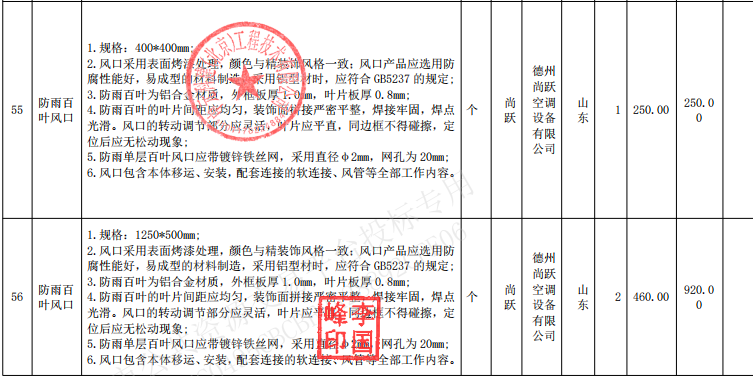 55
防雨百
叶风口
1.规格：400*400mm；
2.风口采用表面烤漆处理，颜色与精装饰风格一致；风口产品应选用防
腐性能好，易成型的材料制造，采用铝型材时，应符合 GB5237 的规定；
3.防雨百叶为铝合金材质，外框板厚 1.0mm，叶片板厚 0.8mm；
4.防雨百叶的叶片间距应均匀，装饰面拼接严密平整，焊接牢固，焊点
光滑。风口的转动调节部分应灵活，叶片应平直，同边框不得碰擦，定
位后应无松动现象；
5.防雨单层百叶风口应带镀锌铁丝网，采用直径φ2mm，网孔为 20mm；
6.风口包含本体移运、安装，配套连接的软连接、风管等全部工作内容。
个
尚
跃
德州
尚跃
空调
设备
有限
公司
山
东
1
250.00
250.0
0
56
防雨百
叶风口
1.规格：1250*500mm；
2.风口采用表面烤漆处理，颜色与精装饰风格一致；风口产品应选用防
腐性能好，易成型的材料制造，采用铝型材时，应符合 GB5237 的规定；
3.防雨百叶为铝合金材质，外框板厚 1.0mm，叶片板厚 0.8mm；
4.防雨百叶的叶片间距应均匀，装饰面拼接严密平整，焊接牢固，焊点
光滑。风口的转动调节部分应灵活，叶片应平直，同边框不得碰擦，定
位后应无松动现象；
5.防雨单层百叶风口应带镀锌铁丝网，采用直径φ2mm，网孔为 20mm；
6.风口包含本体移运、安装，配套连接的软连接、风管等全部工作内容。
个
尚
跃
德州
尚跃
空调
设备
有限
公司
山
东
2
460.00
920.0
0
李国
峰印